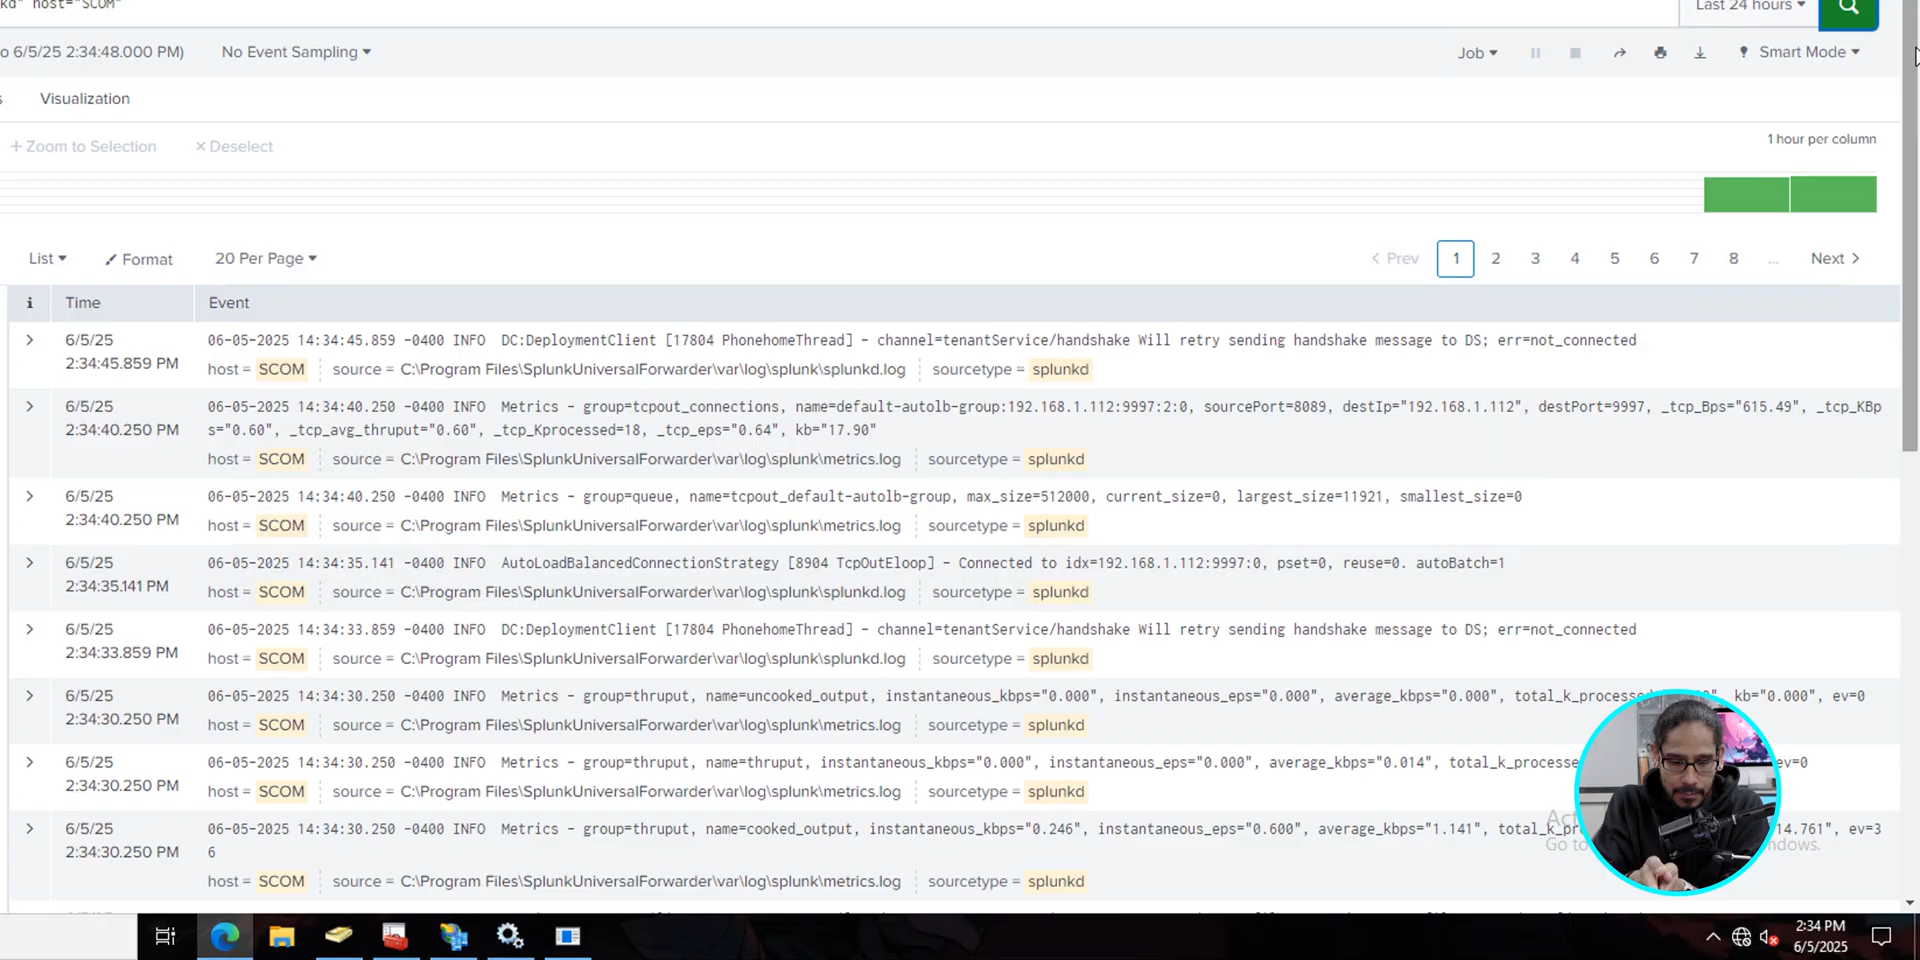 kd" host="SCOM"
Last 24 hours
o 6/5/25 2:34:48.000 PM) No Event Sampling Job Smart Mode
s Visualization
+ Zoom to Selection × Deselect 1 hour per column
List Format 20 Per Page < Prev 1 2 3 4 5 6 7 8 ... Next >
i Time Event
> 6/5/25 06-05-2025 14:34:45.859 -0400 INFO DC:DeploymentClient [17804 PhonehomeThread] - channel=tenantService/handshake Will retry sending handshake message to DS; err=not_connected
2:34:45.859 PM host = SCOM source = C:\Program Files\SplunkUniversalForwarder\var\log\splunk\splunkd.log sourcetype = splunkd
> 6/5/25 06-05-2025 14:34:40.250 -0400 INFO Metrics - group=tcpout_connections, name=default-autolb-group:192.168.1.112:9997:2:0, sourcePort=8089, destIp="192.168.1.112", destPort=9997, _tcp_Bps="615.49", _tcp_KBp
2:34:40.250 PM s="0.60", _tcp_avg_thruput="0.60", _tcp_Kprocessed=18, _tcp_eps="0.64", kb="17.90"
host = SCOM source = C:\Program Files\SplunkUniversalForwarder\var\log\splunk\metrics.log sourcetype = splunkd
> 6/5/25 06-05-2025 14:34:40.250 -0400 INFO Metrics - group=queue, name=tcpout_default-autolb-group, max_size=512000, current_size=0, largest_size=11921, smallest_size=0
2:34:40.250 PM host = SCOM source = C:\Program Files\SplunkUniversalForwarder\var\log\splunk\metrics.log sourcetype = splunkd
> 6/5/25 06-05-2025 14:34:35.141 -0400 INFO AutoLoadBalancedConnectionStrategy [8904 TcpOutEloop] - Connected to idx=192.168.1.112:9997:0, pset=0, reuse=0. autoBatch=1
2:34:35.141 PM host = SCOM source = C:\Program Files\SplunkUniversalForwarder\var\log\splunk\splunkd.log sourcetype = splunkd
> 6/5/25 06-05-2025 14:34:33.859 -0400 INFO DC:DeploymentClient [17804 PhonehomeThread] - channel=tenantService/handshake Will retry sending handshake message to DS; err=not_connected
2:34:33.859 PM host = SCOM source = C:\Program Files\SplunkUniversalForwarder\var\log\splunk\splunkd.log sourcetype = splunkd
> 6/5/25 06-05-2025 14:34:30.250 -0400 INFO Metrics - group=thruput, name=uncooked_output, instantaneous_kbps="0.000", instantaneous_eps="0.000", average_kbps="0.000", total_k_processed kb="0.000", ev=0
2:34:30.250 PM host = SCOM source = C:\Program Files\SplunkUniversalForwarder\var\log\splunk\metrics.log sourcetype = splunkd
> 6/5/25 06-05-2025 14:34:30.250 -0400 INFO Metrics - group=thruput, name=thruput, instantaneous_kbps="0.000", instantaneous_eps="0.000", average_kbps="0.014", total_k_processe ev=0
2:34:30.250 PM host = SCOM source = C:\Program Files\SplunkUniversalForwarder\var\log\splunk\metrics.log sourcetype = splunkd
> 6/5/25 06-05-2025 14:34:30.250 -0400 INFO Metrics - group=thruput, name=cooked_output, instantaneous_kbps="0.246", instantaneous_eps="0.600", average_kbps="1.141", total_k_pro 14.761", ev=3
2:34:30.250 PM 6
host = SCOM source = C:\Program Files\SplunkUniversalForwarder\var\log\splunk\metrics.log sourcetype = splunkd
Act
Go to ndows.
2:34 PM
6/5/2025